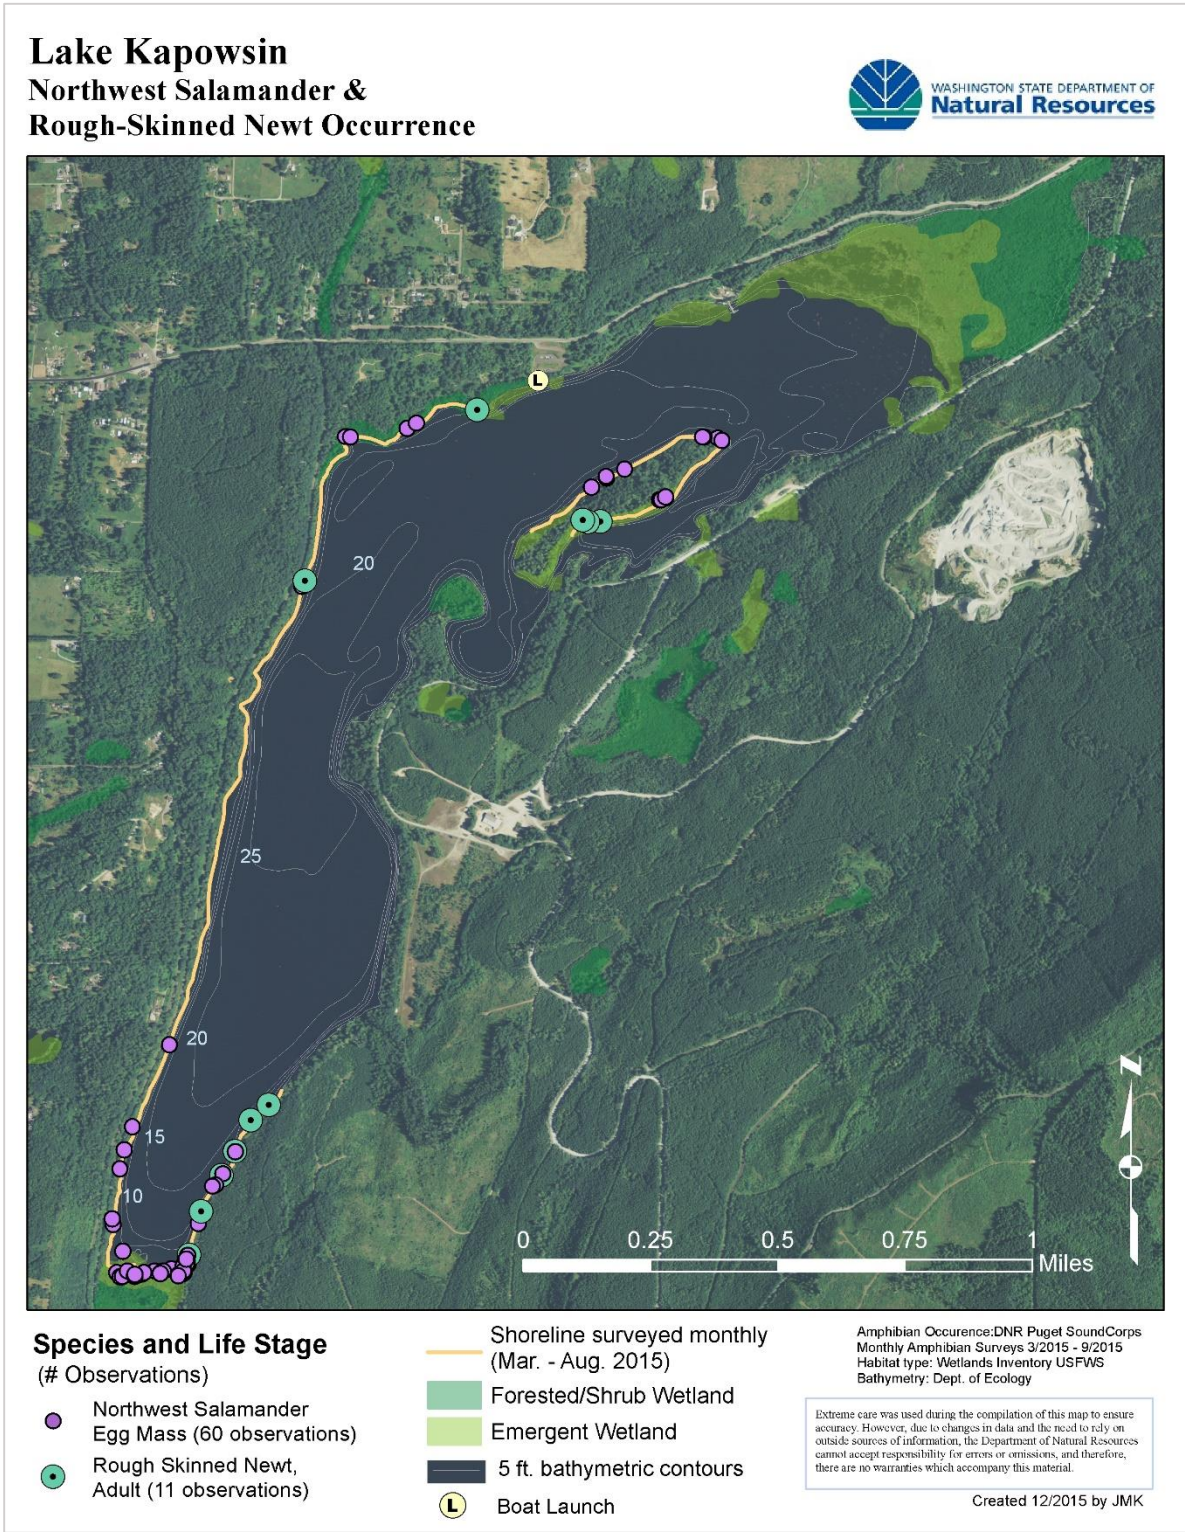 Lake Kapowsin
Northwest Salamander &
Rough-Skinned Newt Occurrence
WASHINGTON STATE DEPARTMENT OF
Natural Resources
L
20
25
20
15
10
N
0 0.25 0.5 0.75 1
Miles
Species and Life Stage
(# Observations)
Northwest Salamander
Egg Mass (60 observations)
Rough Skinned Newt,
Adult (11 observations)
Shoreline surveyed monthly
(Mar. - Aug. 2015)
Forested/Shrub Wetland
Emergent Wetland
5 ft. bathymetric contours
L Boat Launch
Amphibian Occurence:DNR Puget SoundCorps
Monthly Amphibian Surveys 3/2015 - 9/2015
Habitat type: Wetlands Inventory USFWS
Bathymetry: Dept. of Ecology
Extreme care was used during the compilation of this map to ensure
accuracy. However, due to changes in data and the need to rely on
outside sources of information, the Department of Natural Resources
cannot accept responsibility for errors or omissions, and therefore,
there are no warranties which accompany this material.
Created 12/2015 by JMK